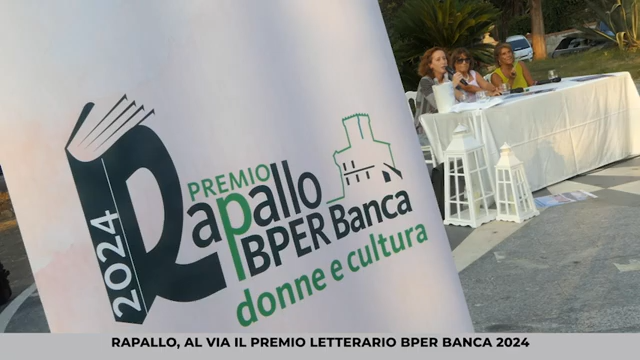 2024
PREMIO
Rapallo
BPER Banca
donne e cultura
RAPALLO, AL VIA IL PREMIO LETTERARIO BPER BANCA 2024